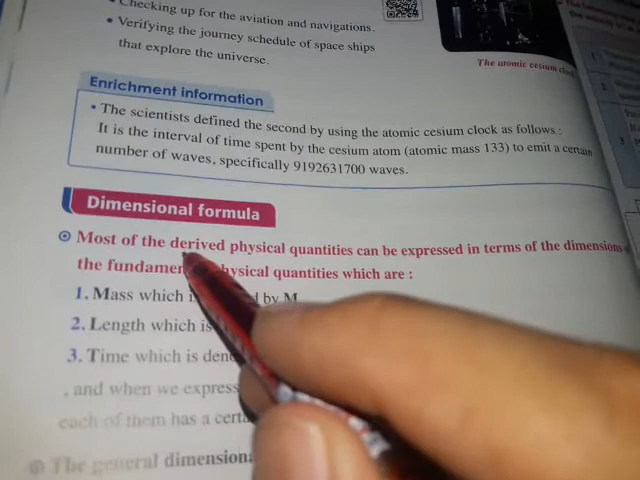 Checking up for the aviation and navigations.
• Verifying the journey schedule of space ships
that explore the universe.
The atomic cesium clock
Enrichment information
• The scientists defined the second by using the atomic cesium clock as follows :
It is the interval of time spent by the cesium atom (atomic mass 133) to emit a certain
number of waves, specifically 9192631700 waves.
Dimensional formula
Most of the derived physical quantities can be expressed in terms of the dimensions
the fundamen hysical quantities which are :
1. Mass which d by M
2. Length which is
3. Time which is den
, and when we express
each of them has a certa
The general dimensiona